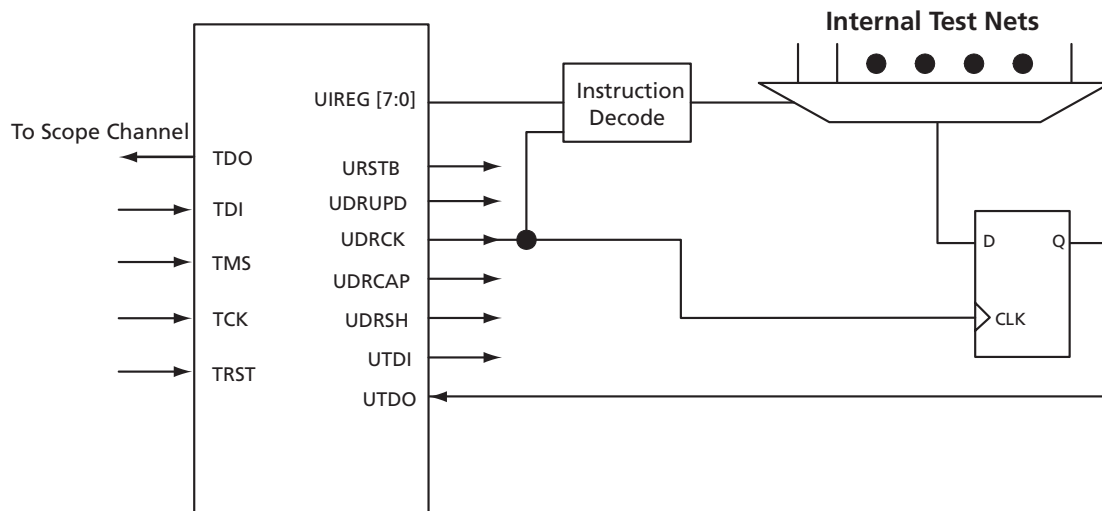 Internal Test Nets
UIREG [7:0]
Instruction
Decode
To Scope Channel
TDO
URSTB
TDI
UDRUPD
UDRCK
D
Q
TMS
UDRCAP
TCK
UDRSH
CLK
UTDI
TRST
UTDO